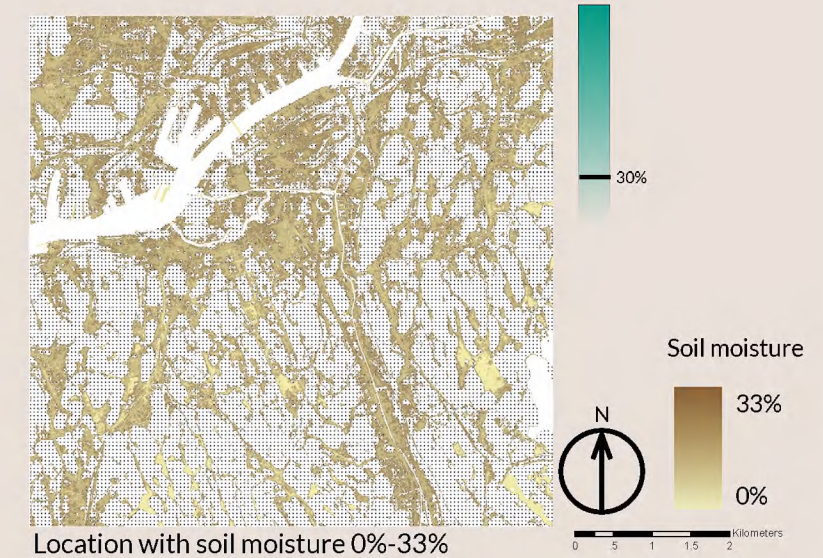 30%
Soil moisture
33%
N
0%
Kilometers
0 .5 1 1.5 2
Location with soil moisture 0%-33%